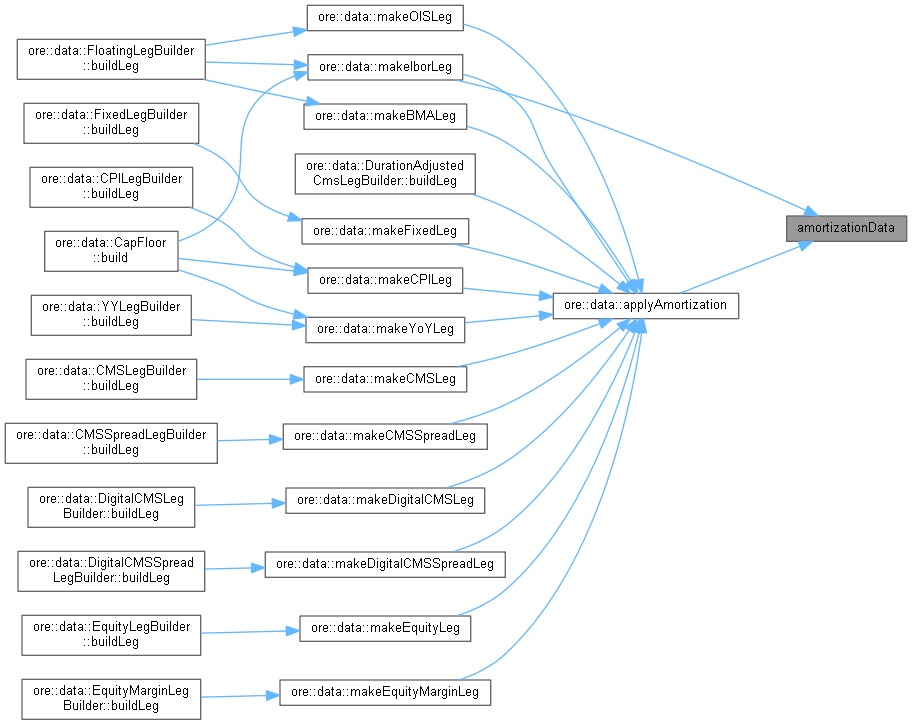 ore::data::makeOISLeg
ore::data::FloatingLegBuilder
::buildLeg
ore::data::makeIborLeg
ore::data::FixedLegBuilder
::buildLeg
ore::data::makeBMALeg
ore::data::DurationAdjusted
CmsLegBuilder::buildLeg
ore::data::CPILegBuilder
::buildLeg
ore::data::makeFixedLeg
amortizationData
ore::data::CapFloor
::build
ore::data::makeCPILeg
ore::data::applyAmortization
ore::data::YYLegBuilder
::buildLeg
ore::data::makeYoYLeg
ore::data::CMSLegBuilder
::buildLeg
ore::data::makeCMSLeg
ore::data::CMSSpreadLegBuilder
::buildLeg
ore::data::makeCMSSpreadLeg
ore::data::DigitalCMSLeg
Builder::buildLeg
ore::data::makeDigitalCMSLeg
ore::data::DigitalCMSSpread
LegBuilder::buildLeg
ore::data::makeDigitalCMSSpreadLeg
ore::data::EquityLegBuilder
::buildLeg
ore::data::makeEquityLeg
ore::data::EquityMarginLeg
Builder::buildLeg
ore::data::makeEquityMarginLeg